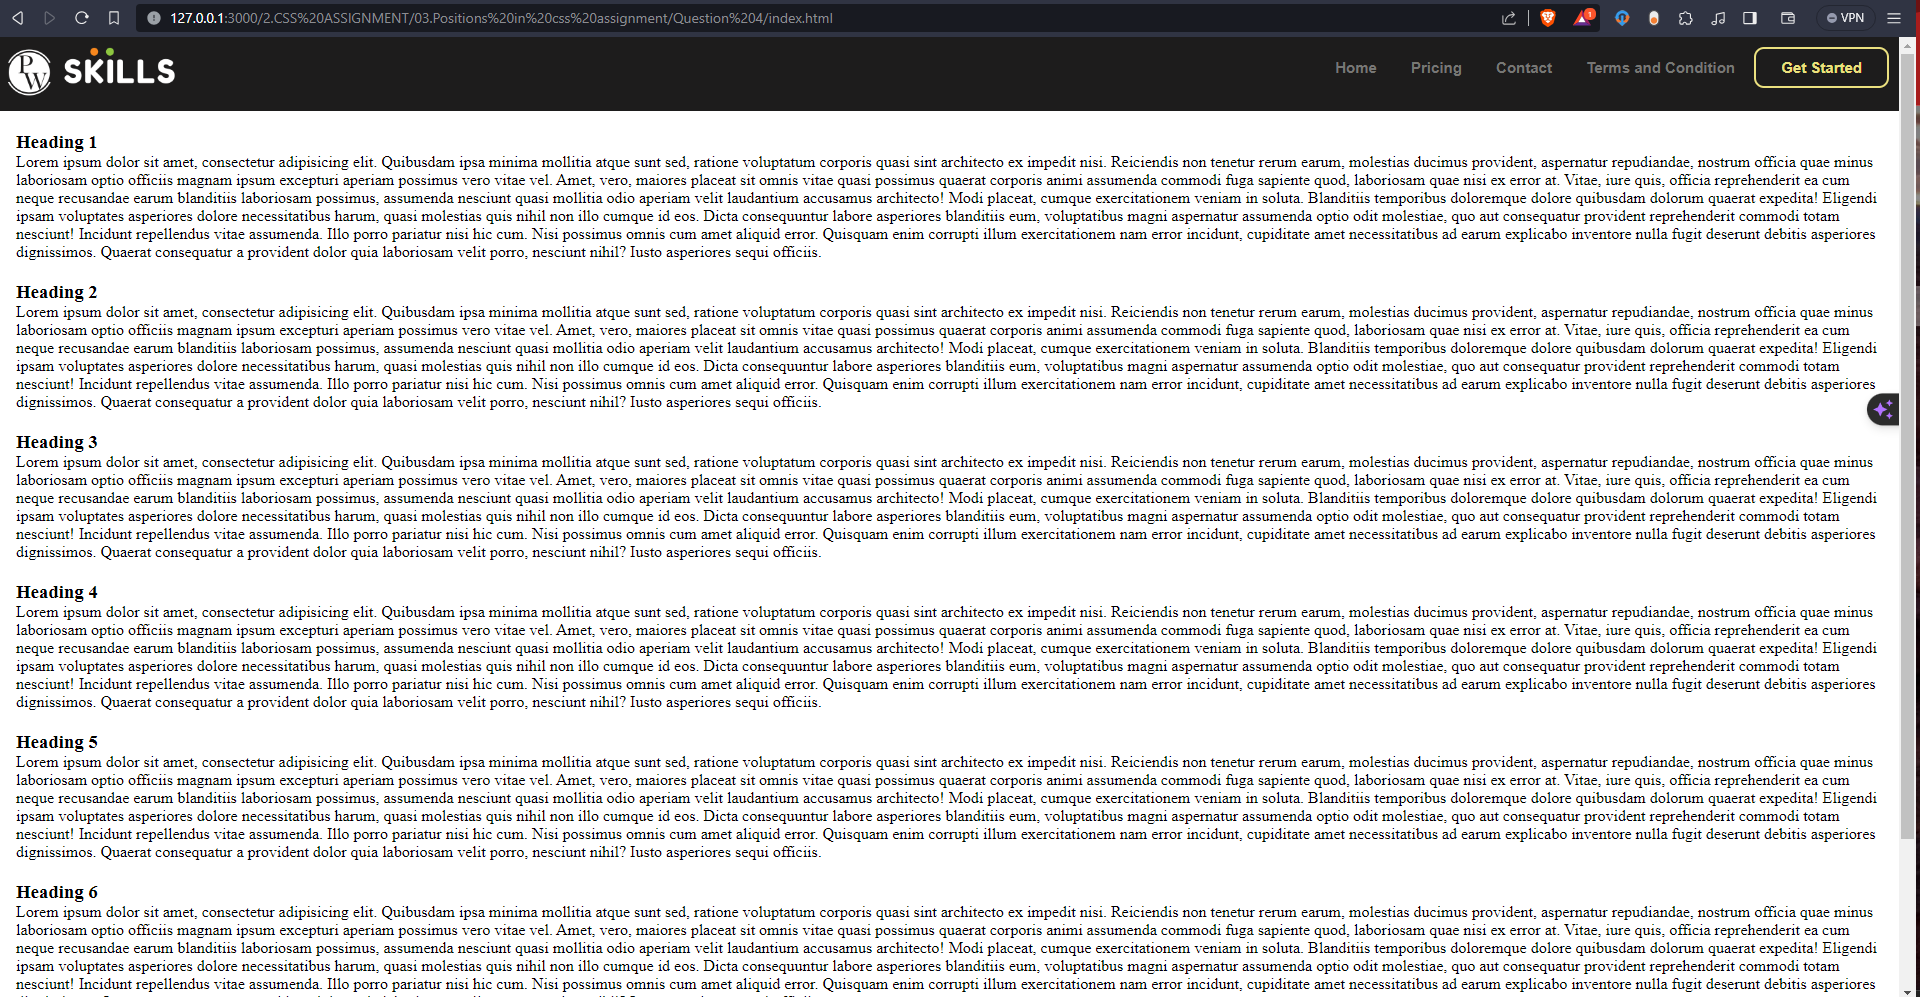 127.0.0.1:3000/2.CSS%20ASSIGNMENT/03.Positions%20in%20css%20assignment/Question%204/index.html
1
VPN
PW SKILLS
Home
Pricing
Contact
Terms and Condition
Get Started
Heading 1
Lorem ipsum dolor sit amet, consectetur adipisicing elit. Quibusdam ipsa minima mollitia atque sunt sed, ratione voluptatum corporis quasi sint architecto ex impedit nisi. Reiciendis non tenetur rerum earum, molestias ducimus provident, aspernatur repudiandae, nostrum officia quae minus
laboriosam optio officiis magnam ipsum excepturi aperiam possimus vero vitae vel. Amet, vero, maiores placeat sit omnis vitae quasi possimus quaerat corporis animi assumenda commodi fuga sapiente quod, laboriosam quae nisi ex error at. Vitae, iure quis, officia reprehenderit ea cum
neque recusandae earum blanditiis laboriosam possimus, assumenda nesciunt quasi mollitia odio aperiam velit laudantium accusamus architecto! Modi placeat, cumque exercitationem veniam in soluta. Blanditiis temporibus doloremque dolore quibusdam dolorum quaerat expedita! Eligendi
ipsam voluptates asperiores dolore necessitatibus harum, quasi molestias quis nihil non illo cumque id eos. Dicta consequuntur labore asperiores blanditiis eum, voluptatibus magni aspernatur assumenda optio odit molestiae, quo aut consequatur provident reprehenderit commodi totam
nesciunt! Incidunt repellendus vitae assumenda. Illo porro pariatur nisi hic cum. Nisi possimus omnis cum amet aliquid error. Quisquam enim corrupti illum exercitationem nam error incidunt, cupiditate amet necessitatibus ad earum explicabo inventore nulla fugit deserunt debitis asperiores
dignissimos. Quaerat consequatur a provident dolor quia laboriosam velit porro, nesciunt nihil? Iusto asperiores sequi officiis.
Heading 2
Lorem ipsum dolor sit amet, consectetur adipisicing elit. Quibusdam ipsa minima mollitia atque sunt sed, ratione voluptatum corporis quasi sint architecto ex impedit nisi. Reiciendis non tenetur rerum earum, molestias ducimus provident, aspernatur repudiandae, nostrum officia quae minus
laboriosam optio officiis magnam ipsum excepturi aperiam possimus vero vitae vel. Amet, vero, maiores placeat sit omnis vitae quasi possimus quaerat corporis animi assumenda commodi fuga sapiente quod, laboriosam quae nisi ex error at. Vitae, iure quis, officia reprehenderit ea cum
neque recusandae earum blanditiis laboriosam possimus, assumenda nesciunt quasi mollitia odio aperiam velit laudantium accusamus architecto! Modi placeat, cumque exercitationem veniam in soluta. Blanditiis temporibus doloremque dolore quibusdam dolorum quaerat expedita! Eligendi
ipsam voluptates asperiores dolore necessitatibus harum, quasi molestias quis nihil non illo cumque id eos. Dicta consequuntur labore asperiores blanditiis eum, voluptatibus magni aspernatur assumenda optio odit molestiae, quo aut consequatur provident reprehenderit commodi totam
nesciunt! Incidunt repellendus vitae assumenda. Illo porro pariatur nisi hic cum. Nisi possimus omnis cum amet aliquid error. Quisquam enim corrupti illum exercitationem nam error incidunt, cupiditate amet necessitatibus ad earum explicabo inventore nulla fugit deserunt debitis asperiores
dignissimos. Quaerat consequatur a provident dolor quia laboriosam velit porro, nesciunt nihil? Iusto asperiores sequi officiis.
Heading 3
Lorem ipsum dolor sit amet, consectetur adipisicing elit. Quibusdam ipsa minima mollitia atque sunt sed, ratione voluptatum corporis quasi sint architecto ex impedit nisi. Reiciendis non tenetur rerum earum, molestias ducimus provident, aspernatur repudiandae, nostrum officia quae minus
laboriosam optio officiis magnam ipsum excepturi aperiam possimus vero vitae vel. Amet, vero, maiores placeat sit omnis vitae quasi possimus quaerat corporis animi assumenda commodi fuga sapiente quod, laboriosam quae nisi ex error at. Vitae, iure quis, officia reprehenderit ea cum
neque recusandae earum blanditiis laboriosam possimus, assumenda nesciunt quasi mollitia odio aperiam velit laudantium accusamus architecto! Modi placeat, cumque exercitationem veniam in soluta. Blanditiis temporibus doloremque dolore quibusdam dolorum quaerat expedita! Eligendi
ipsam voluptates asperiores dolore necessitatibus harum, quasi molestias quis nihil non illo cumque id eos. Dicta consequuntur labore asperiores blanditiis eum, voluptatibus magni aspernatur assumenda optio odit molestiae, quo aut consequatur provident reprehenderit commodi totam
nesciunt! Incidunt repellendus vitae assumenda. Illo porro pariatur nisi hic cum. Nisi possimus omnis cum amet aliquid error. Quisquam enim corrupti illum exercitationem nam error incidunt, cupiditate amet necessitatibus ad earum explicabo inventore nulla fugit deserunt debitis asperiores
dignissimos. Quaerat consequatur a provident dolor quia laboriosam velit porro, nesciunt nihil? Iusto asperiores sequi officiis.
Heading 4
Lorem ipsum dolor sit amet, consectetur adipisicing elit. Quibusdam ipsa minima mollitia atque sunt sed, ratione voluptatum corporis quasi sint architecto ex impedit nisi. Reiciendis non tenetur rerum earum, molestias ducimus provident, aspernatur repudiandae, nostrum officia quae minus
laboriosam optio officiis magnam ipsum excepturi aperiam possimus vero vitae vel. Amet, vero, maiores placeat sit omnis vitae quasi possimus quaerat corporis animi assumenda commodi fuga sapiente quod, laboriosam quae nisi ex error at. Vitae, iure quis, officia reprehenderit ea cum
neque recusandae earum blanditiis laboriosam possimus, assumenda nesciunt quasi mollitia odio aperiam velit laudantium accusamus architecto! Modi placeat, cumque exercitationem veniam in soluta. Blanditiis temporibus doloremque dolore quibusdam dolorum quaerat expedita! Eligendi
ipsam voluptates asperiores dolore necessitatibus harum, quasi molestias quis nihil non illo cumque id eos. Dicta consequuntur labore asperiores blanditiis eum, voluptatibus magni aspernatur assumenda optio odit molestiae, quo aut consequatur provident reprehenderit commodi totam
nesciunt! Incidunt repellendus vitae assumenda. Illo porro pariatur nisi hic cum. Nisi possimus omnis cum amet aliquid error. Quisquam enim corrupti illum exercitationem nam error incidunt, cupiditate amet necessitatibus ad earum explicabo inventore nulla fugit deserunt debitis asperiores
dignissimos. Quaerat consequatur a provident dolor quia laboriosam velit porro, nesciunt nihil? Iusto asperiores sequi officiis.
Heading 5
Lorem ipsum dolor sit amet, consectetur adipisicing elit. Quibusdam ipsa minima mollitia atque sunt sed, ratione voluptatum corporis quasi sint architecto ex impedit nisi. Reiciendis non tenetur rerum earum, molestias ducimus provident, aspernatur repudiandae, nostrum officia quae minus
laboriosam optio officiis magnam ipsum excepturi aperiam possimus vero vitae vel. Amet, vero, maiores placeat sit omnis vitae quasi possimus quaerat corporis animi assumenda commodi fuga sapiente quod, laboriosam quae nisi ex error at. Vitae, iure quis, officia reprehenderit ea cum
neque recusandae earum blanditiis laboriosam possimus, assumenda nesciunt quasi mollitia odio aperiam velit laudantium accusamus architecto! Modi placeat, cumque exercitationem veniam in soluta. Blanditiis temporibus doloremque dolore quibusdam dolorum quaerat expedita! Eligendi
ipsam voluptates asperiores dolore necessitatibus harum, quasi molestias quis nihil non illo cumque id eos. Dicta consequuntur labore asperiores blanditiis eum, voluptatibus magni aspernatur assumenda optio odit molestiae, quo aut consequatur provident reprehenderit commodi totam
nesciunt! Incidunt repellendus vitae assumenda. Illo porro pariatur nisi hic cum. Nisi possimus omnis cum amet aliquid error. Quisquam enim corrupti illum exercitationem nam error incidunt, cupiditate amet necessitatibus ad earum explicabo inventore nulla fugit deserunt debitis asperiores
dignissimos. Quaerat consequatur a provident dolor quia laboriosam velit porro, nesciunt nihil? Iusto asperiores sequi officiis.
Heading 6
Lorem ipsum dolor sit amet, consectetur adipisicing elit. Quibusdam ipsa minima mollitia atque sunt sed, ratione voluptatum corporis quasi sint architecto ex impedit nisi. Reiciendis non tenetur rerum earum, molestias ducimus provident, aspernatur repudiandae, nostrum officia quae minus
laboriosam optio officiis magnam ipsum excepturi aperiam possimus vero vitae vel. Amet, vero, maiores placeat sit omnis vitae quasi possimus quaerat corporis animi assumenda commodi fuga sapiente quod, laboriosam quae nisi ex error at. Vitae, iure quis, officia reprehenderit ea cum
neque recusandae earum blanditiis laboriosam possimus, assumenda nesciunt quasi mollitia odio aperiam velit laudantium accusamus architecto! Modi placeat, cumque exercitationem veniam in soluta. Blanditiis temporibus doloremque dolore quibusdam dolorum quaerat expedita! Eligendi
ipsam voluptates asperiores dolore necessitatibus harum, quasi molestias quis nihil non illo cumque id eos. Dicta consequuntur labore asperiores blanditiis eum, voluptatibus magni aspernatur assumenda optio odit molestiae, quo aut consequatur provident reprehenderit commodi totam
nesciunt! Incidunt repellendus vitae assumenda. Illo porro pariatur nisi hic cum. Nisi possimus omnis cum amet aliquid error. Quisquam enim corrupti illum exercitationem nam error incidunt, cupiditate amet necessitatibus ad earum explicabo inventore nulla fugit deserunt debitis asperiores